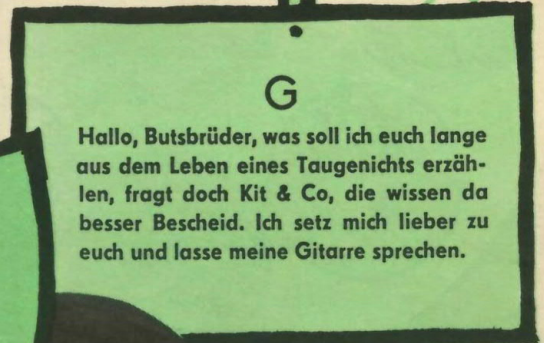 G
Hallo, Butsbrüder, was soll ich euch lange
aus dem Leben eines Taugenichts erzäh-
len, fragt doch Kit & Co, die wissen da
besser Bescheid. Ich setz mich lieber zu
euch und lasse meine Gitarre sprechen.